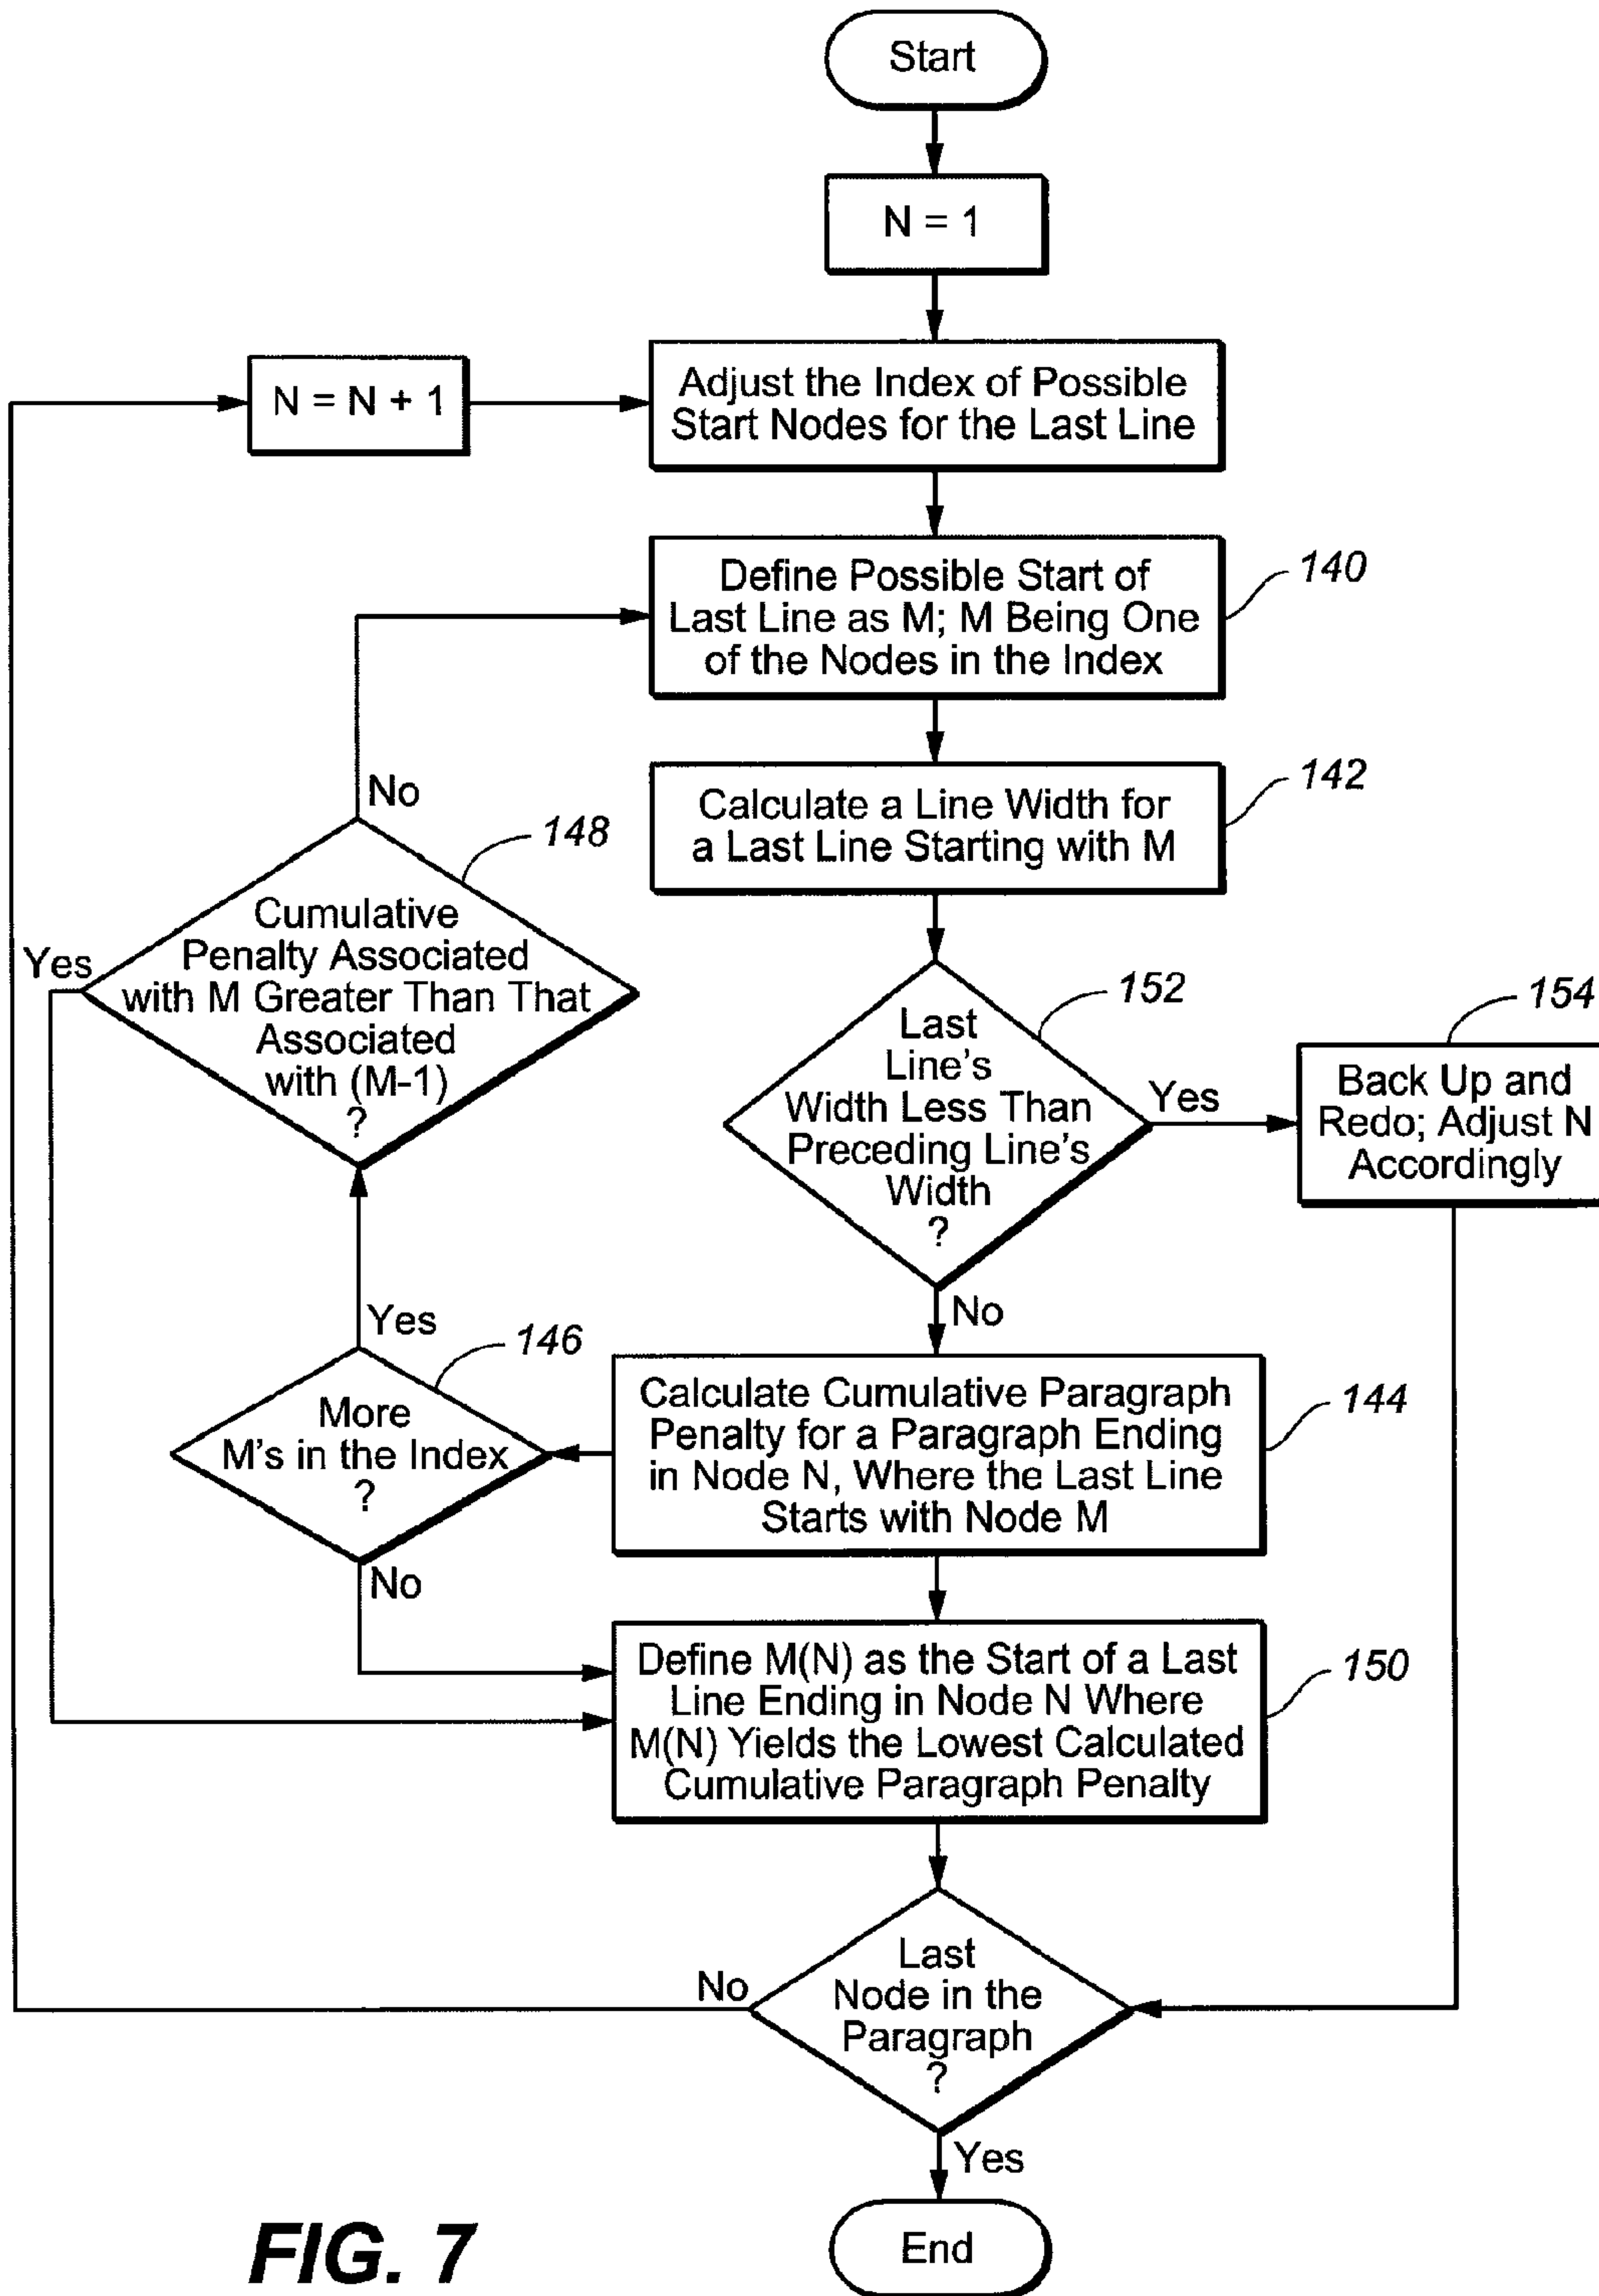 Start
N = 1
N = N + 1
Adjust the Index of Possible
Start Nodes for the Last Line
Define Possible Start of
Last Line as M; M Being One
of the Nodes in the Index
140
Calculate a Line Width for
a Last Line Starting with M
142
No
148
Cumulative
Penalty Associated
with M Greater Than That
Associated
with (M-1)
?
Yes
152
Last
Line's
Width Less Than
Preceding Line's
Width
?
Yes
154
Back Up and
Redo; Adjust N
Accordingly
No
Yes
146
More
M's in the Index
?
No
Calculate Cumulative Paragraph
Penalty for a Paragraph Ending
in Node N, Where the Last Line
Starts with Node M
144
Define M(N) as the Start of a Last
Line Ending in Node N Where
M(N) Yields the Lowest Calculated
Cumulative Paragraph Penalty
150
No
Last
Node in the
Paragraph
?
Yes
End
FIG. 7